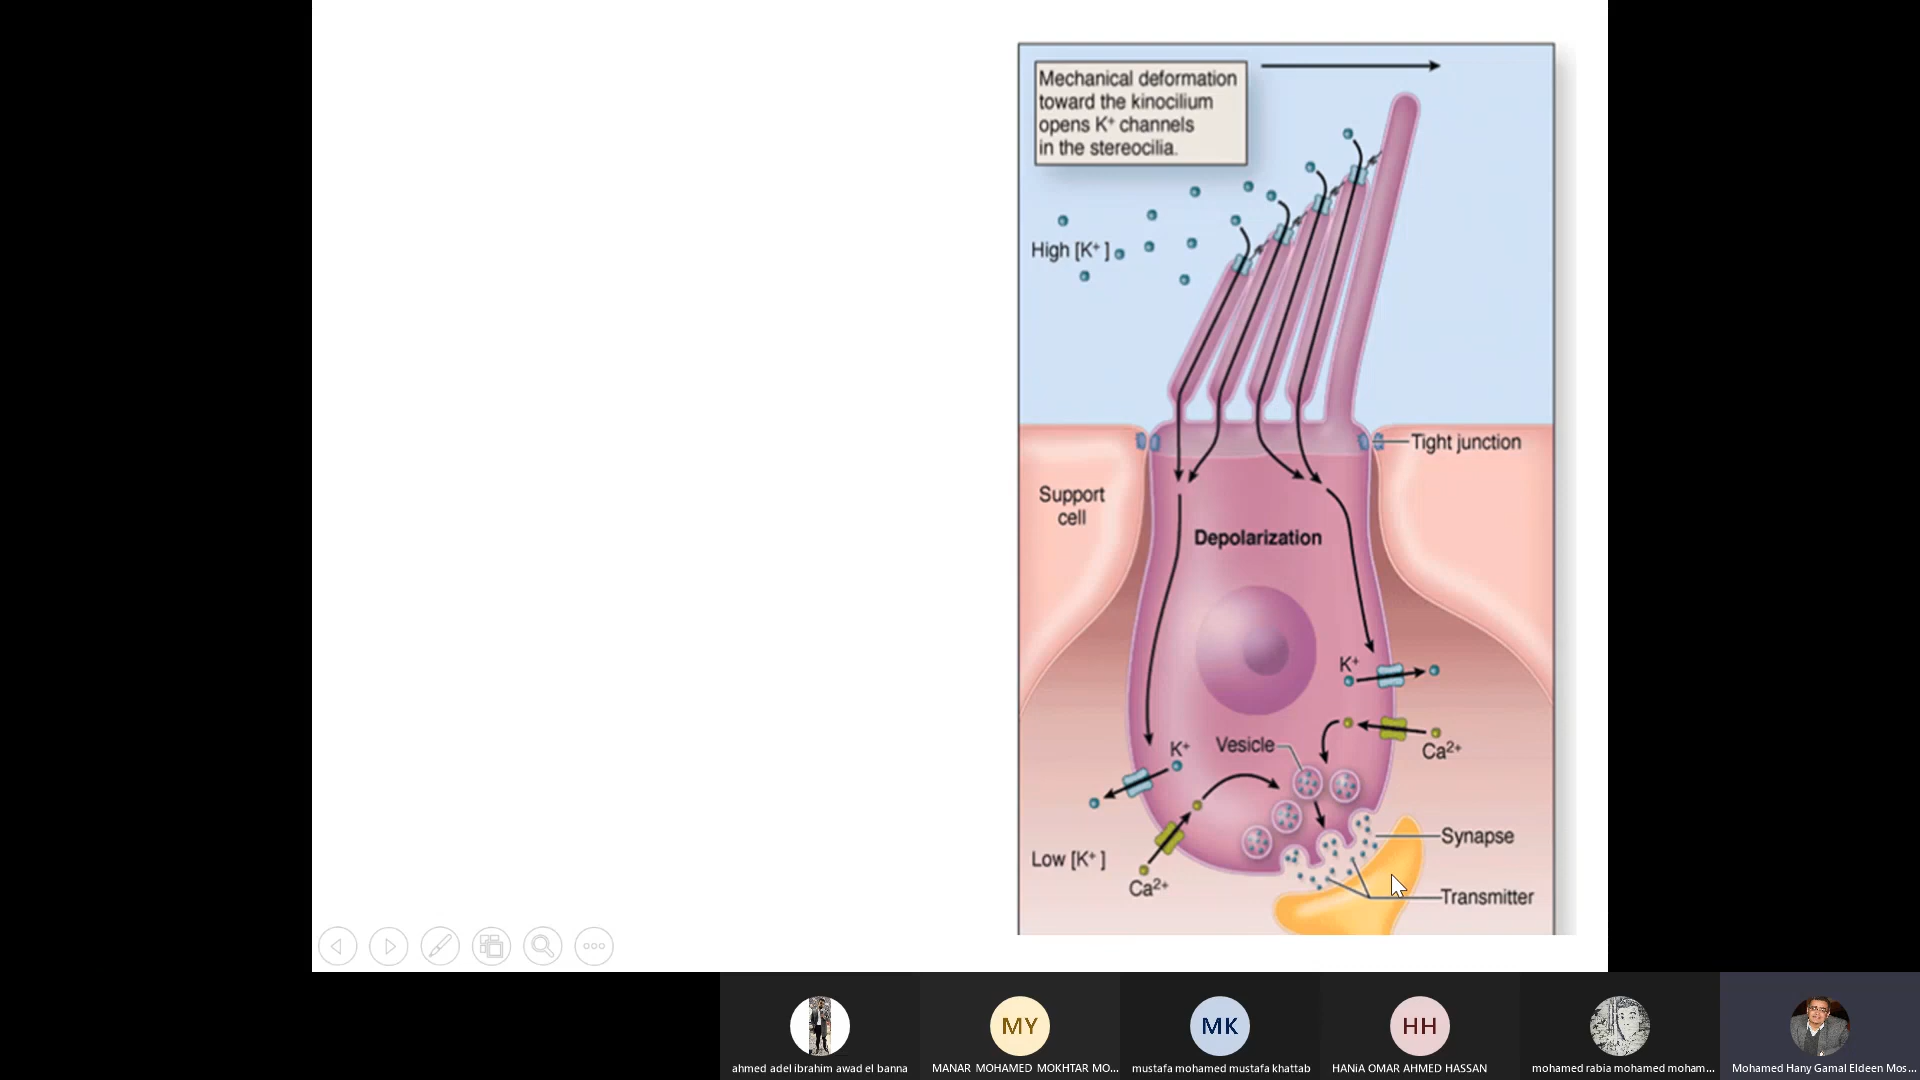 Mechanical deformation
toward the kinocilium
opens K⁺ channels
in the stereocilia.
High [K⁺]
Tight junction
Support
cell
Depolarization
K⁺
Vesicle
Ca²⁺
K⁺
Synapse
Low [K⁺]
Ca²⁺
Transmitter
MY
MK
HH
ahmed adel ibrahim awad el banna
MANAR MOHAMED MOKHTAR MO...
mustafa mohamed mustafa khattab
HANiA OMAR AHMED HASSAN
mohamed rabia mohamed moham...
Mohamed Hany Gamal Eldeen Mos...